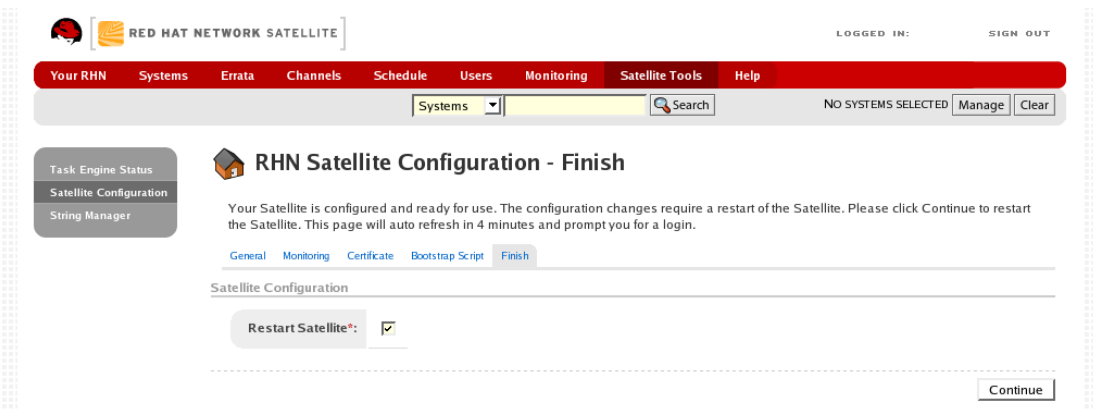 RED HAT NETWORK SATELLITE
LOGGED IN: SIGN OUT
Your RHN Systems Errata Channels Schedule Users Monitoring Satellite Tools Help
Systems Search NO SYSTEMS SELECTED Manage Clear
Task Engine Status
Satellite Configuration
String Manager
RHN Satellite Configuration - Finish
Your Satellite is configured and ready for use. The configuration changes require a restart of the Satellite. Please click Continue to restart
the Satellite. This page will auto refresh in 4 minutes and prompt you for a login.
General Monitoring Certificate Bootstrap Script Finish
Satellite Configuration
Restart Satellite*:
Continue